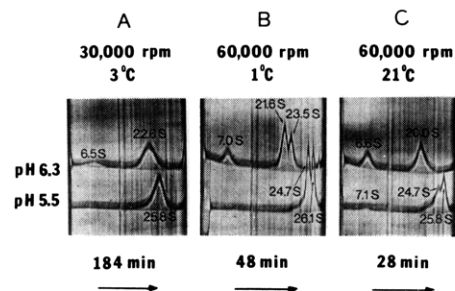 A B C
30,000 rpm 60,000 rpm 60,000 rpm
3°C 1°C 21°C
22.6S 21.6S 23.5S
6.5S 7.0S 6.6S 20.0S
pH 6.3
24.7S 7.1S 24.7S
pH 5.5
25.8S 26.1S 25.8S
184 min 48 min 28 min